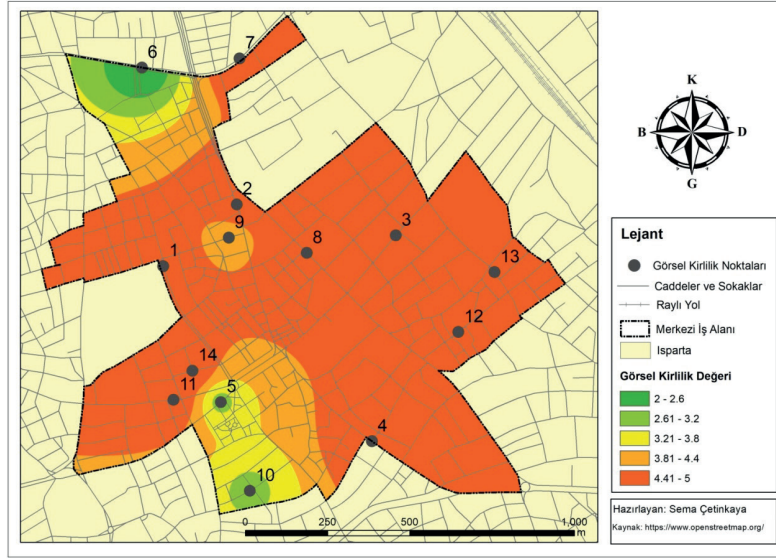 6
7
2
9
8
3
1
13
12
14
11
5
4
10
0 250 500 1,000
m
K
B D
G
Lejant
Görsel Kirlilik Noktaları
Caddeler ve Sokaklar
Raylı Yol
Merkezi İş Alanı
Isparta
Görsel Kirlilik Değeri
2 - 2.6
2.61 - 3.2
3.21 - 3.8
3.81 - 4.4
4.41 - 5
Hazırlayan: Sema Çetinkaya
Kaynak: https://www.openstreetmap.org/